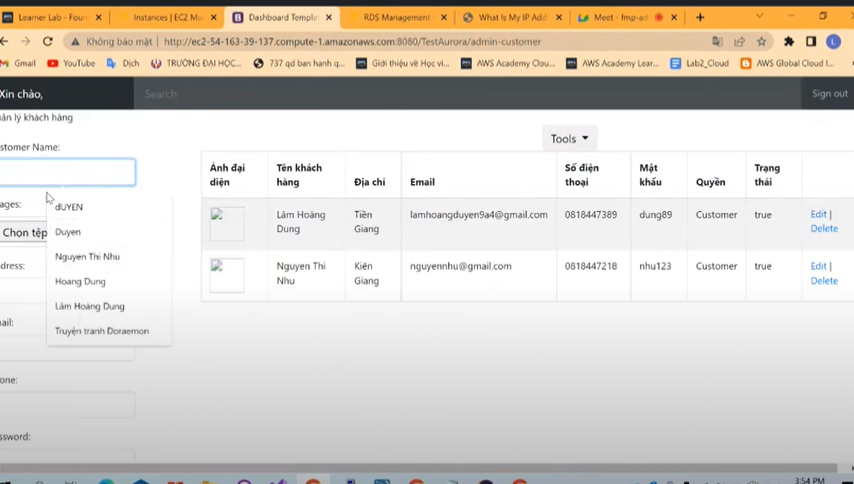 Learner Lab - Four
Instances | EC2 Ma
Dashboard Templat
RDS Management
What Is My IP Add
Meet - fmp-ad
Không bảo mật | http://ec2-54-163-39-137.compute-1.amazonaws.com:8080/TestAurora/admin-customer
Gmail
YouTube
Dịch
TRƯỜNG ĐẠI HỌC...
737 qd ban hanh q...
Giới thiệu về Học vi...
AWS Academy Clou...
AWS Academy Lear...
Lab2_Cloud
AWS Global Cloud I...
Xin chào,
Search
Sign out
ản lý khách hàng
stomer Name:
ages:
Chọn tệp
dress:
ail:
one:
ssword:
dUYEN
Duyen
Nguyen Thi Nhu
Hoang Dung
Lâm Hoàng Dung
Truyện tranh Doraemon
Tools
Ảnh đại diện
Tên khách hàng
Địa chỉ
Email
Số điện thoại
Mật khẩu
Quyền
Trạng thái
Lâm Hoàng Dung
Tiền Giang
lamhoangduyen9a4@gmail.com
0818447389
dung89
Customer
true
Edit |
Delete
Nguyen Thi Nhu
Kiên Giang
nguyennhu@gmail.com
0818447218
nhu123
Customer
true
Edit |
Delete
3:54 PM